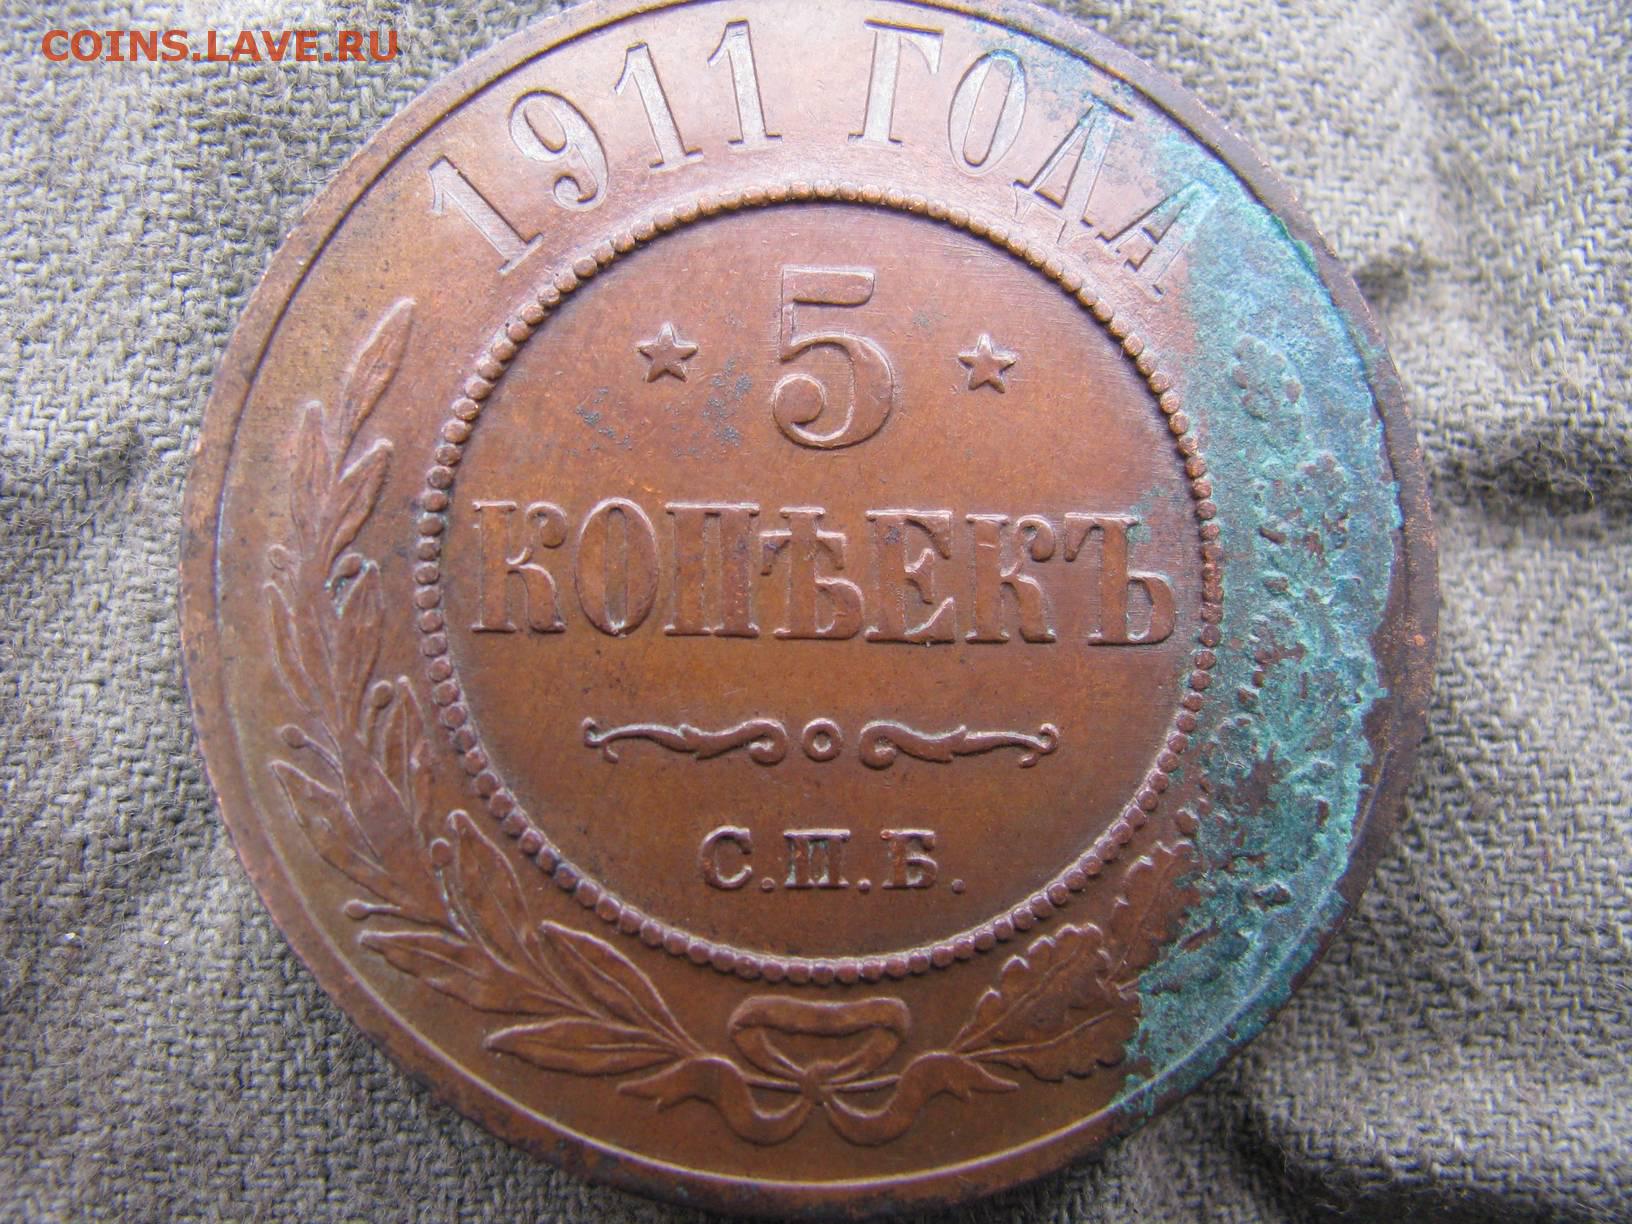 COINS.LAVE.RU
1911 ГОДА
5
КОПѢЕКЪ
С.П.Б.